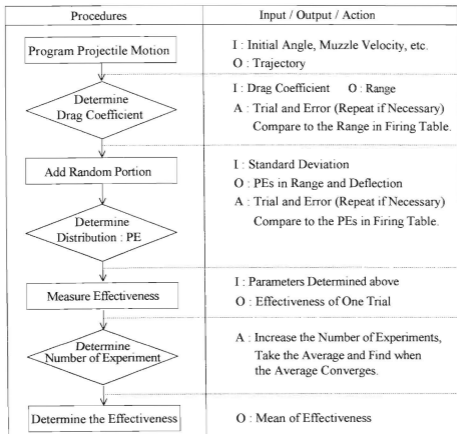 Procedures
Input / Output / Action
Program Projectile Motion
I : Initial Angle, Muzzle Velocity, etc.
O : Trajectory
Determine
Drag Coefficient
I : Drag Coefficient O : Range
A : Trial and Error (Repeat if Necessary)
Compare to the Range in Firing Table.
Add Random Portion
I : Standard Deviation
O : PEs in Range and Deflection
A : Trial and Error (Repeat if Necessary)
Compare to the PEs in Firing Table.
Determine
Distribution : PE
Measure Effectiveness
I : Parameters Determined above
O : Effectiveness of One Trial
Determine
Number of Experiment
A : Increase the Number of Experiments,
Take the Average and Find when
the Average Converges.
Determine the Effectiveness
O : Mean of Effectiveness